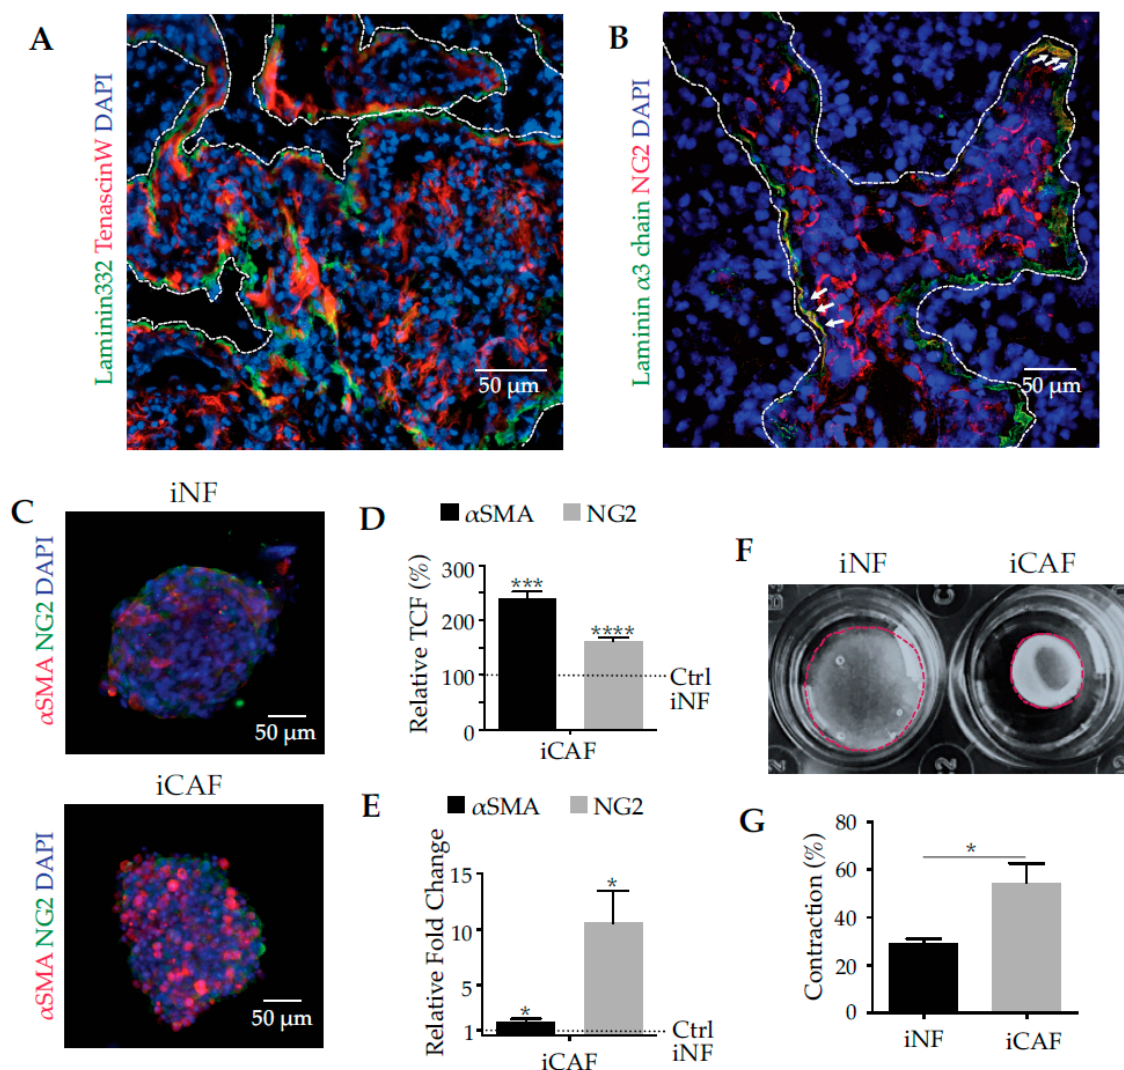 A
Laminin332 TenascinW DAPI
50 µm
B
Laminin α3 chain NG2 DAPI
50 µm
C
iNF
αSMA NG2 DAPI
50 µm
iCAF
αSMA NG2 DAPI
50 µm
D
αSMA NG2
Relative TCF (%)
300
200
100
0
***
****
Ctrl
iNF
iCAF
E
αSMA NG2
Relative Fold Change
15
10
5
1
*
*
Ctrl
iNF
iCAF
F
iNF iCAF
G
Contraction (%)
80
60
40
20
0
*
iNF iCAF